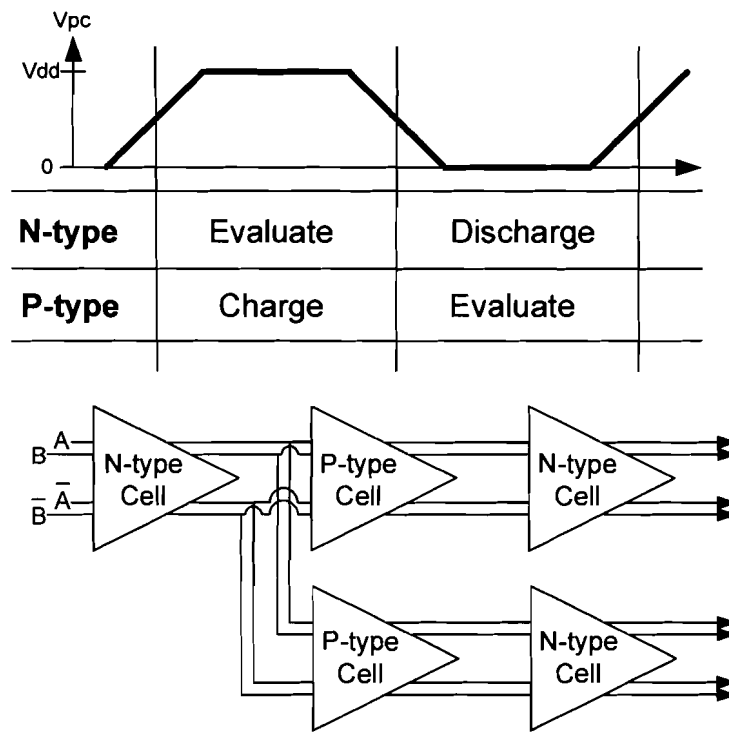 Vpc
Vdd
0
N-type Evaluate Discharge
P-type Charge Evaluate
A
B
A̅
B̅
N-type
Cell
P-type
Cell
N-type
Cell
P-type
Cell
N-type
Cell